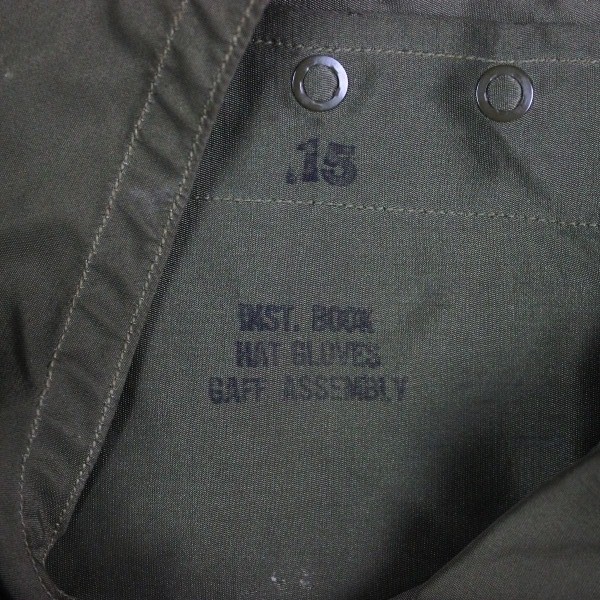 .15
INST. BOOK
HAT GLOVES
GAFF ASSEMBLY